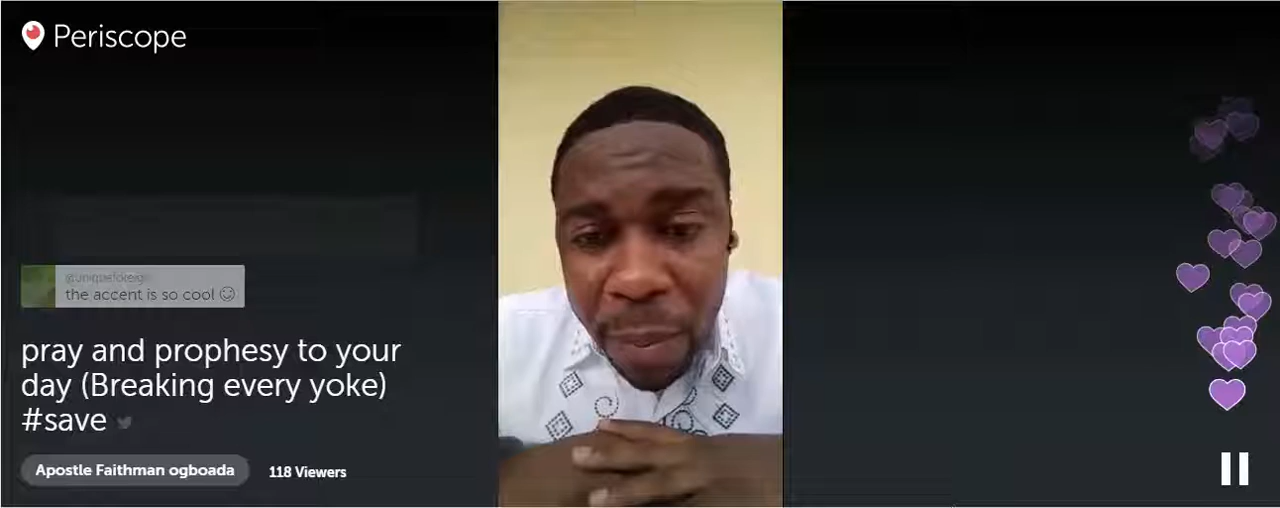 Periscope
the accent is so cool
pray and prophesy to your
day (Breaking every yoke)
#save
Apostle Faithman ogboada
118 Viewers